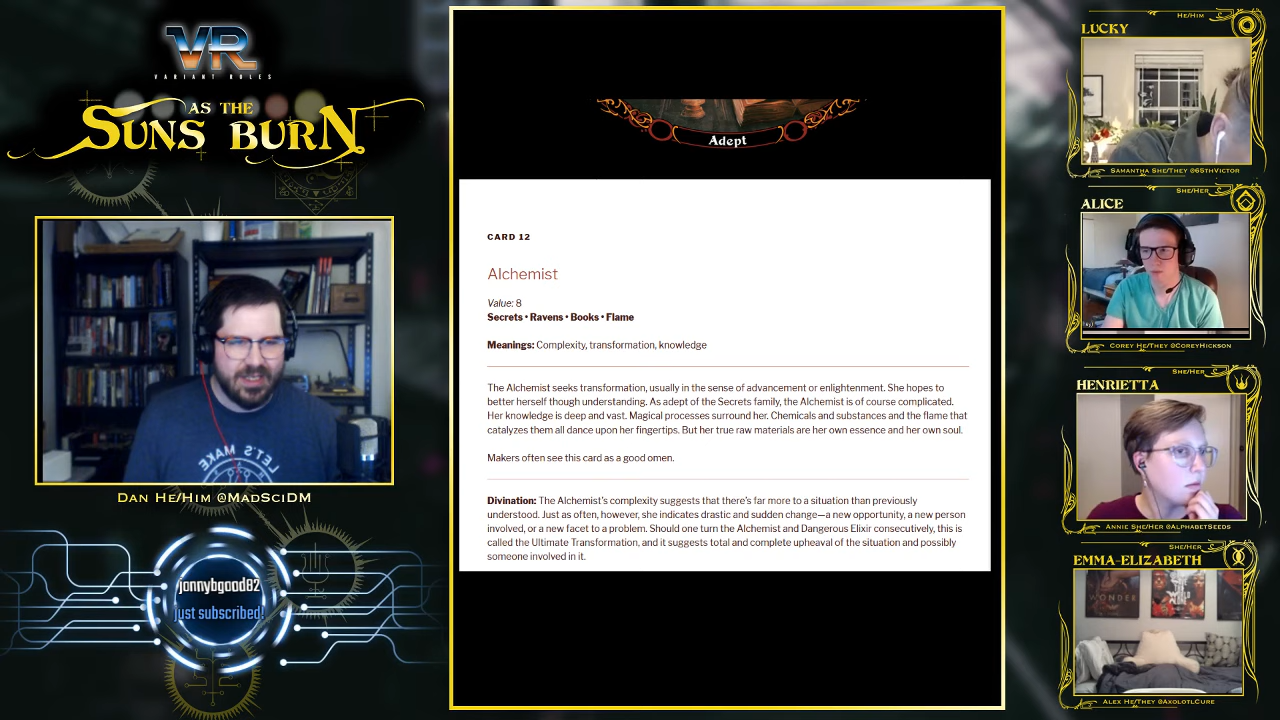 VR
VARIANT RULES
AS THE
SUNS BURN
LET'S
MAKE
DAN HE/HIM @MADSCIDM
jonnybgood82
just subscribed!
Adept
CARD 12
Alchemist
Value: 8
Secrets • Ravens • Books • Flame
Meanings: Complexity, transformation, knowledge
The Alchemist seeks transformation, usually in the sense of advancement or enlightenment. She hopes to
better herself though understanding. As adept of the Secrets family, the Alchemist is of course complicated.
Her knowledge is deep and vast. Magical processes surround her. Chemicals and substances and the flame that
catalyzes them all dance upon her fingertips. But her true raw materials are her own essence and her own soul.
Makers often see this card as a good omen.
Divination: The Alchemist's complexity suggests that there's far more to a situation than previously
understood. Just as often, however, she indicates drastic and sudden change—a new opportunity, a new person
involved, or a new facet to a problem. Should one turn the Alchemist and Dangerous Elixir consecutively, this is
called the Ultimate Transformation, and it suggests total and complete upheaval of the situation and possibly
someone involved in it.
HE/HIM
LUCKY
SAMANTHA SHE/THEY @65THVICTOR
SHE/HER
ALICE
COREY HE/THEY @COREYHICKSON
SHE/HER
HENRIETTA
ANNIE SHE/HER @ALPHABETSEEDS
SHE/HER
EMMA-ELIZABETH
WONDER
ALEX HE/THEY @AXOLOTLCURE